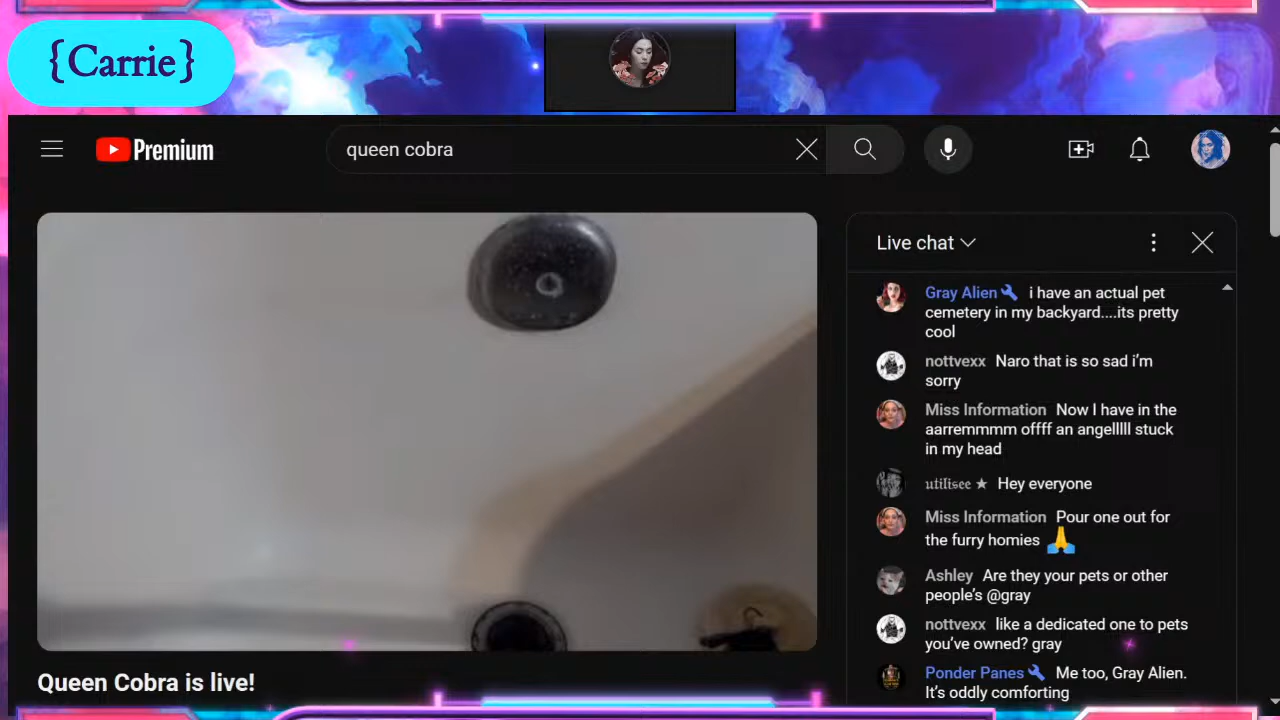 {Carrie}
Premium
queen cobra
Live chat
Gray Alien i have an actual pet
cemetery in my backyard....its pretty
cool
nottvexx Naro that is so sad i’m
sorry
Miss Information Now I have in the
aarremmmm offff an angelllll stuck
in my head
𝔲𝔱𝔦𝔩𝔦𝔰𝔢𝔢 ★ Hey everyone
Miss Information Pour one out for
the furry homies 🙏
Ashley Are they your pets or other
people’s @gray
nottvexx like a dedicated one to pets
you’ve owned? gray
Ponder Panes Me too, Gray Alien.
It’s oddly comforting
Queen Cobra is live!